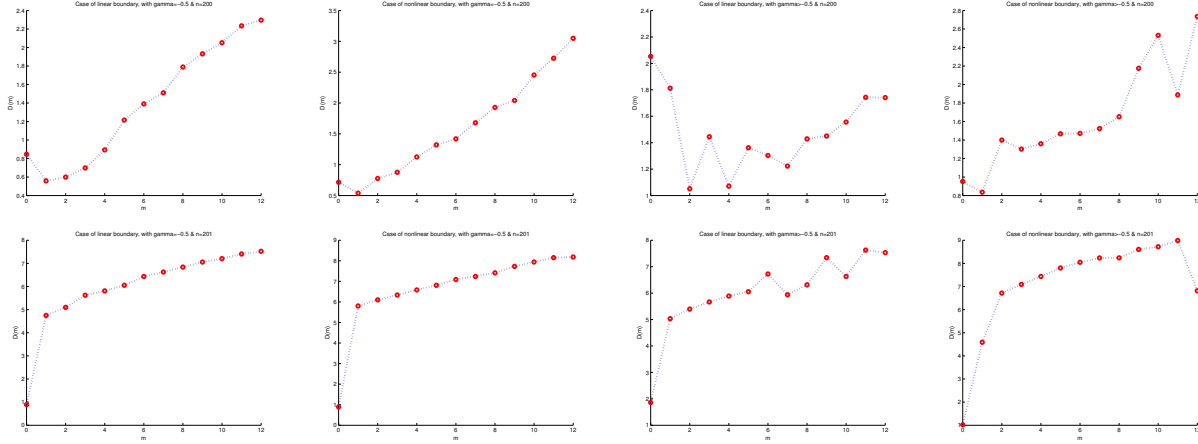 Case of linear boundary, with gamma=−0.5 & n=200
2.4
2.2
2
1.8
1.6
1.4
1.2
1
0.8
0.6
0.4
D(m)
0 2 4 6 8 10 12
m
Case of nonlinear boundary, with gamma=−0.5 & n=200
3.5
3
2.5
2
1.5
1
0.5
D(m)
0 2 4 6 8 10 12
m
Case of linear boundary, with gamma>−0.5 & n=200
2.4
2.2
2
1.8
1.6
1.4
1.2
1
D(m)
0 2 4 6 8 10 12
m
Case of nonlinear boundary, with gamma>−0.5 & n=200
2.8
2.6
2.4
2.2
2
1.8
1.6
1.4
1.2
1
0.8
D(m)
0 2 4 6 8 10 12
m
Case of linear boundary, with gamma=−0.5 & n=201
8
7
6
5
4
3
2
1
0
D(m)
0 2 4 6 8 10 12
m
Case of nonlinear boundary, with gamma=−0.5 & n=201
9
8
7
6
5
4
3
2
1
0
D(m)
0 2 4 6 8 10 12
m
Case of linear boundary, with gamma>−0.5 & n=201
8
7
6
5
4
3
2
1
D(m)
0 2 4 6 8 10 12
m
Case of nonlinear boundary, with gamma>−0.5 & n=201
9
8
7
6
5
4
3
2
1
D(m)
0 2 4 6 8 10 12
m